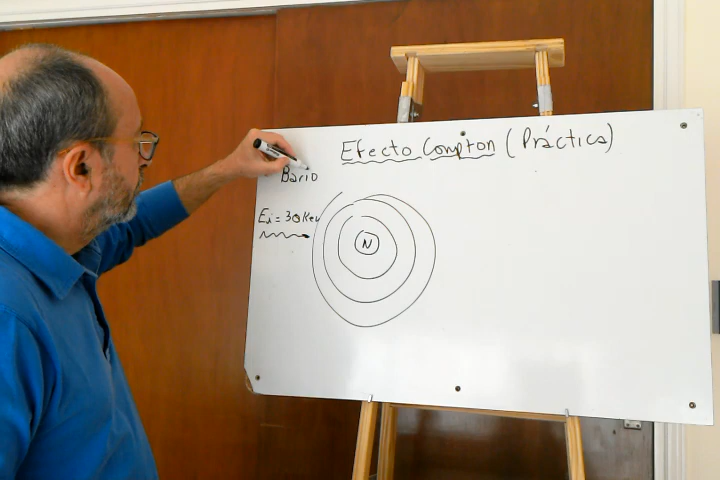 Efecto Compton (Práctica)
Bario
Ei = 30 Kev
N